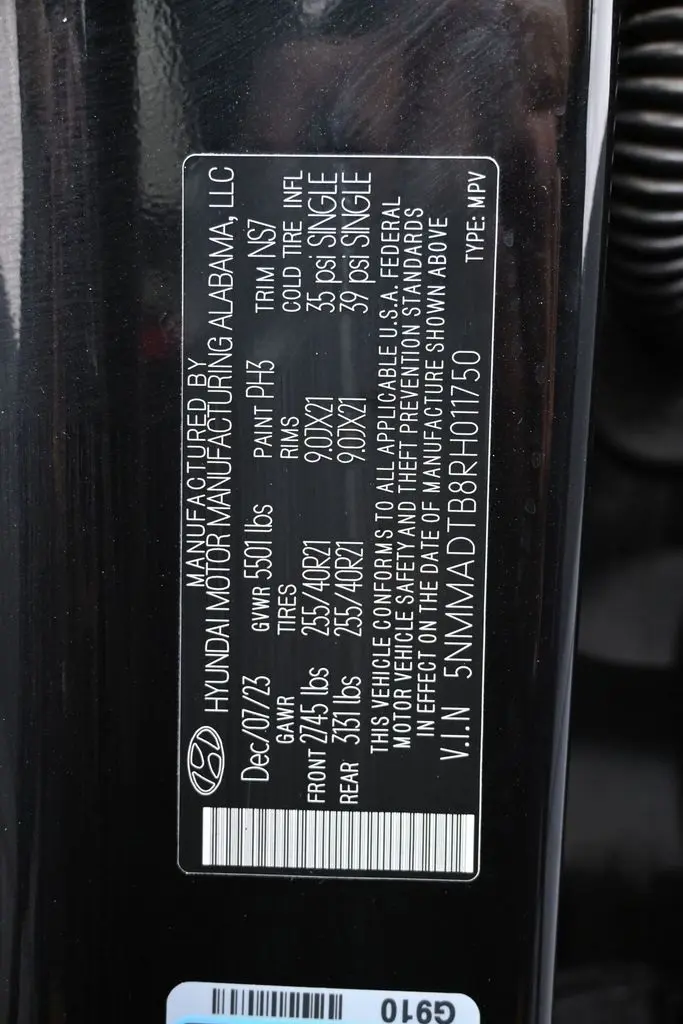 MANUFACTURED BY
HYUNDAI MOTOR MANUFACTURING ALABAMA, LLC
Dec/07/23 GVWR 5501 lbs PAINT PH3 TRIM NS7
GAWR TIRES RIMS COLD TIRE INFL
FRONT 2745 lbs 255/40R21 9.0JX21 35 psi SINGLE
REAR 3131 lbs 255/40R21 9.0JX21 39 psi SINGLE
THIS VEHICLE CONFORMS TO ALL APPLICABLE U.S.A. FEDERAL
MOTOR VEHICLE SAFETY AND THEFT PREVENTION STANDARDS
IN EFFECT ON THE DATE OF MANUFACTURE SHOWN ABOVE
V.I.N 5NMMADTB8RH011750 TYPE: MPV
G910